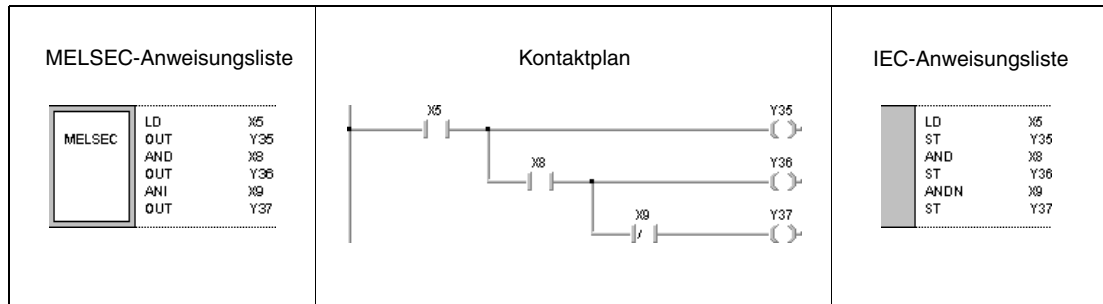 MELSEC-Anweisungsliste
MELSEC
LD X5
OUT Y35
AND X8
OUT Y36
ANI X9
OUT Y37
Kontaktplan
X5 Y35
X8 Y36
X9 Y37
IEC-Anweisungsliste
LD X5
ST Y35
AND X8
ST Y36
ANDN X9
ST Y37